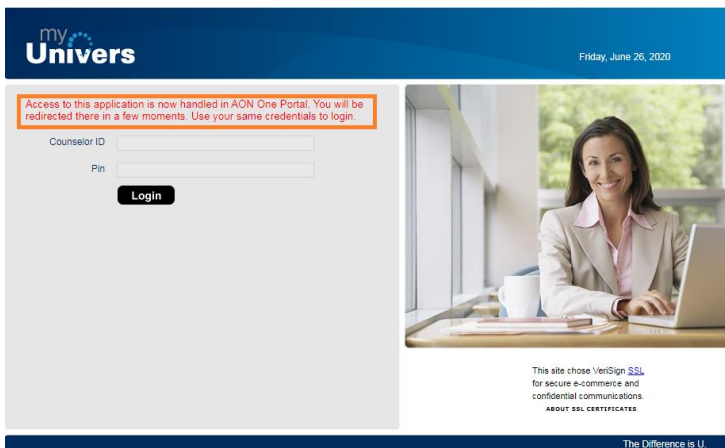 my
Univers
Friday, June 26, 2020
Access to this application is now handled in AON One Portal. You will be
redirected there in a few moments. Use your same credentials to login.
Counselor ID
Pin
Login
This site chose VeriSign SSL
for secure e-commerce and
confidential communications.
ABOUT SSL CERTIFICATES
The Difference is U.